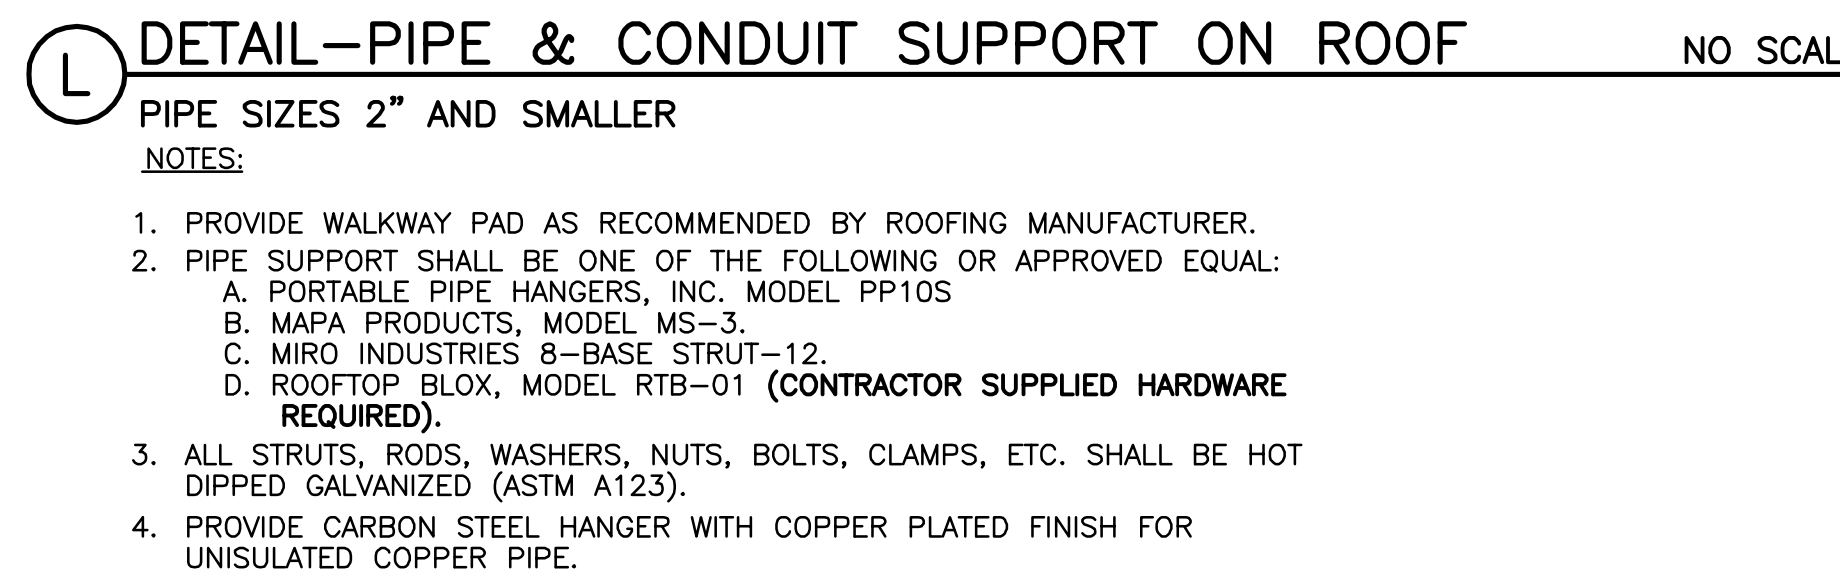 L
DETAIL–PIPE & CONDUIT SUPPORT ON ROOF
NO SCAL
PIPE SIZES 2" AND SMALLER
NOTES:
1. PROVIDE WALKWAY PAD AS RECOMMENDED BY ROOFING MANUFACTURER.
2. PIPE SUPPORT SHALL BE ONE OF THE FOLLOWING OR APPROVED EQUAL:
A. PORTABLE PIPE HANGERS, INC. MODEL PP10S
B. MAPA PRODUCTS, MODEL MS–3.
C. MIRO INDUSTRIES 8–BASE STRUT–12.
D. ROOFTOP BLOX, MODEL RTB–01 (CONTRACTOR SUPPLIED HARDWARE
REQUIRED).
3. ALL STRUTS, RODS, WASHERS, NUTS, BOLTS, CLAMPS, ETC. SHALL BE HOT
DIPPED GALVANIZED (ASTM A123).
4. PROVIDE CARBON STEEL HANGER WITH COPPER PLATED FINISH FOR
UNISULATED COPPER PIPE.